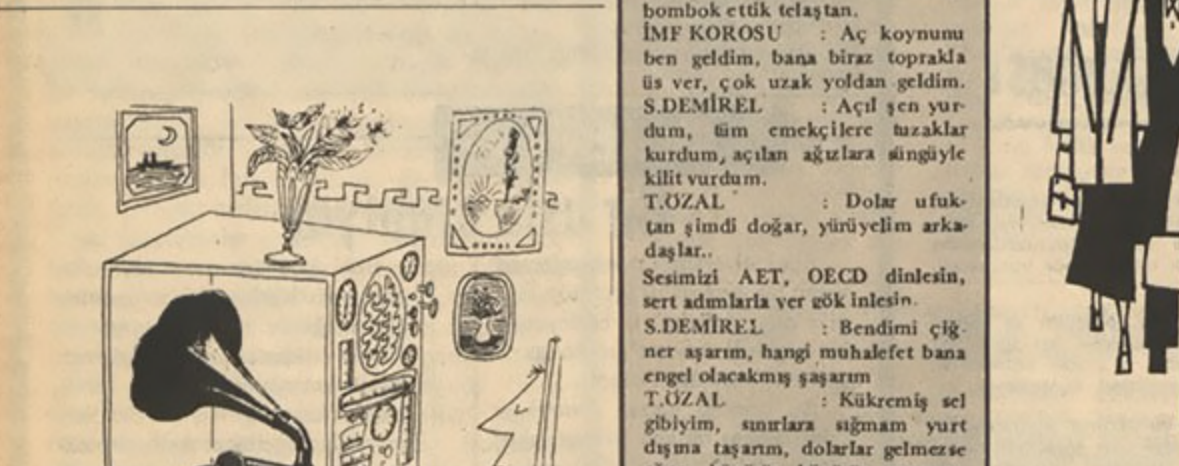 bombok ettik telaştan.
İMF KOROSU : Aç koynunu
ben geldim, bana biraz toprakla
üs ver, çok uzak yoldan geldim.
S.DEMİREL : Açıl şen yur-
dum, tüm emekçilere tuzaklar
kurdum, açılan ağızlara süngüyle
kilit vurdum.
T.ÖZAL : Dolar ufuk-
tan şimdi doğar, yürüyelim arka-
daşlar..
Sesimizi AET, OECD dinlesin,
sert adımlarla yer gök inlesin.
S.DEMİREL : Bendimi çiğ-
ner aşarım, hangi muhalefet bana
engel olacakmış şaşarım
T.ÖZAL : Kükremiş sel
gibiyim, sınırlara sığmam yurt
dışına taşarım, dolarlar gelmezse